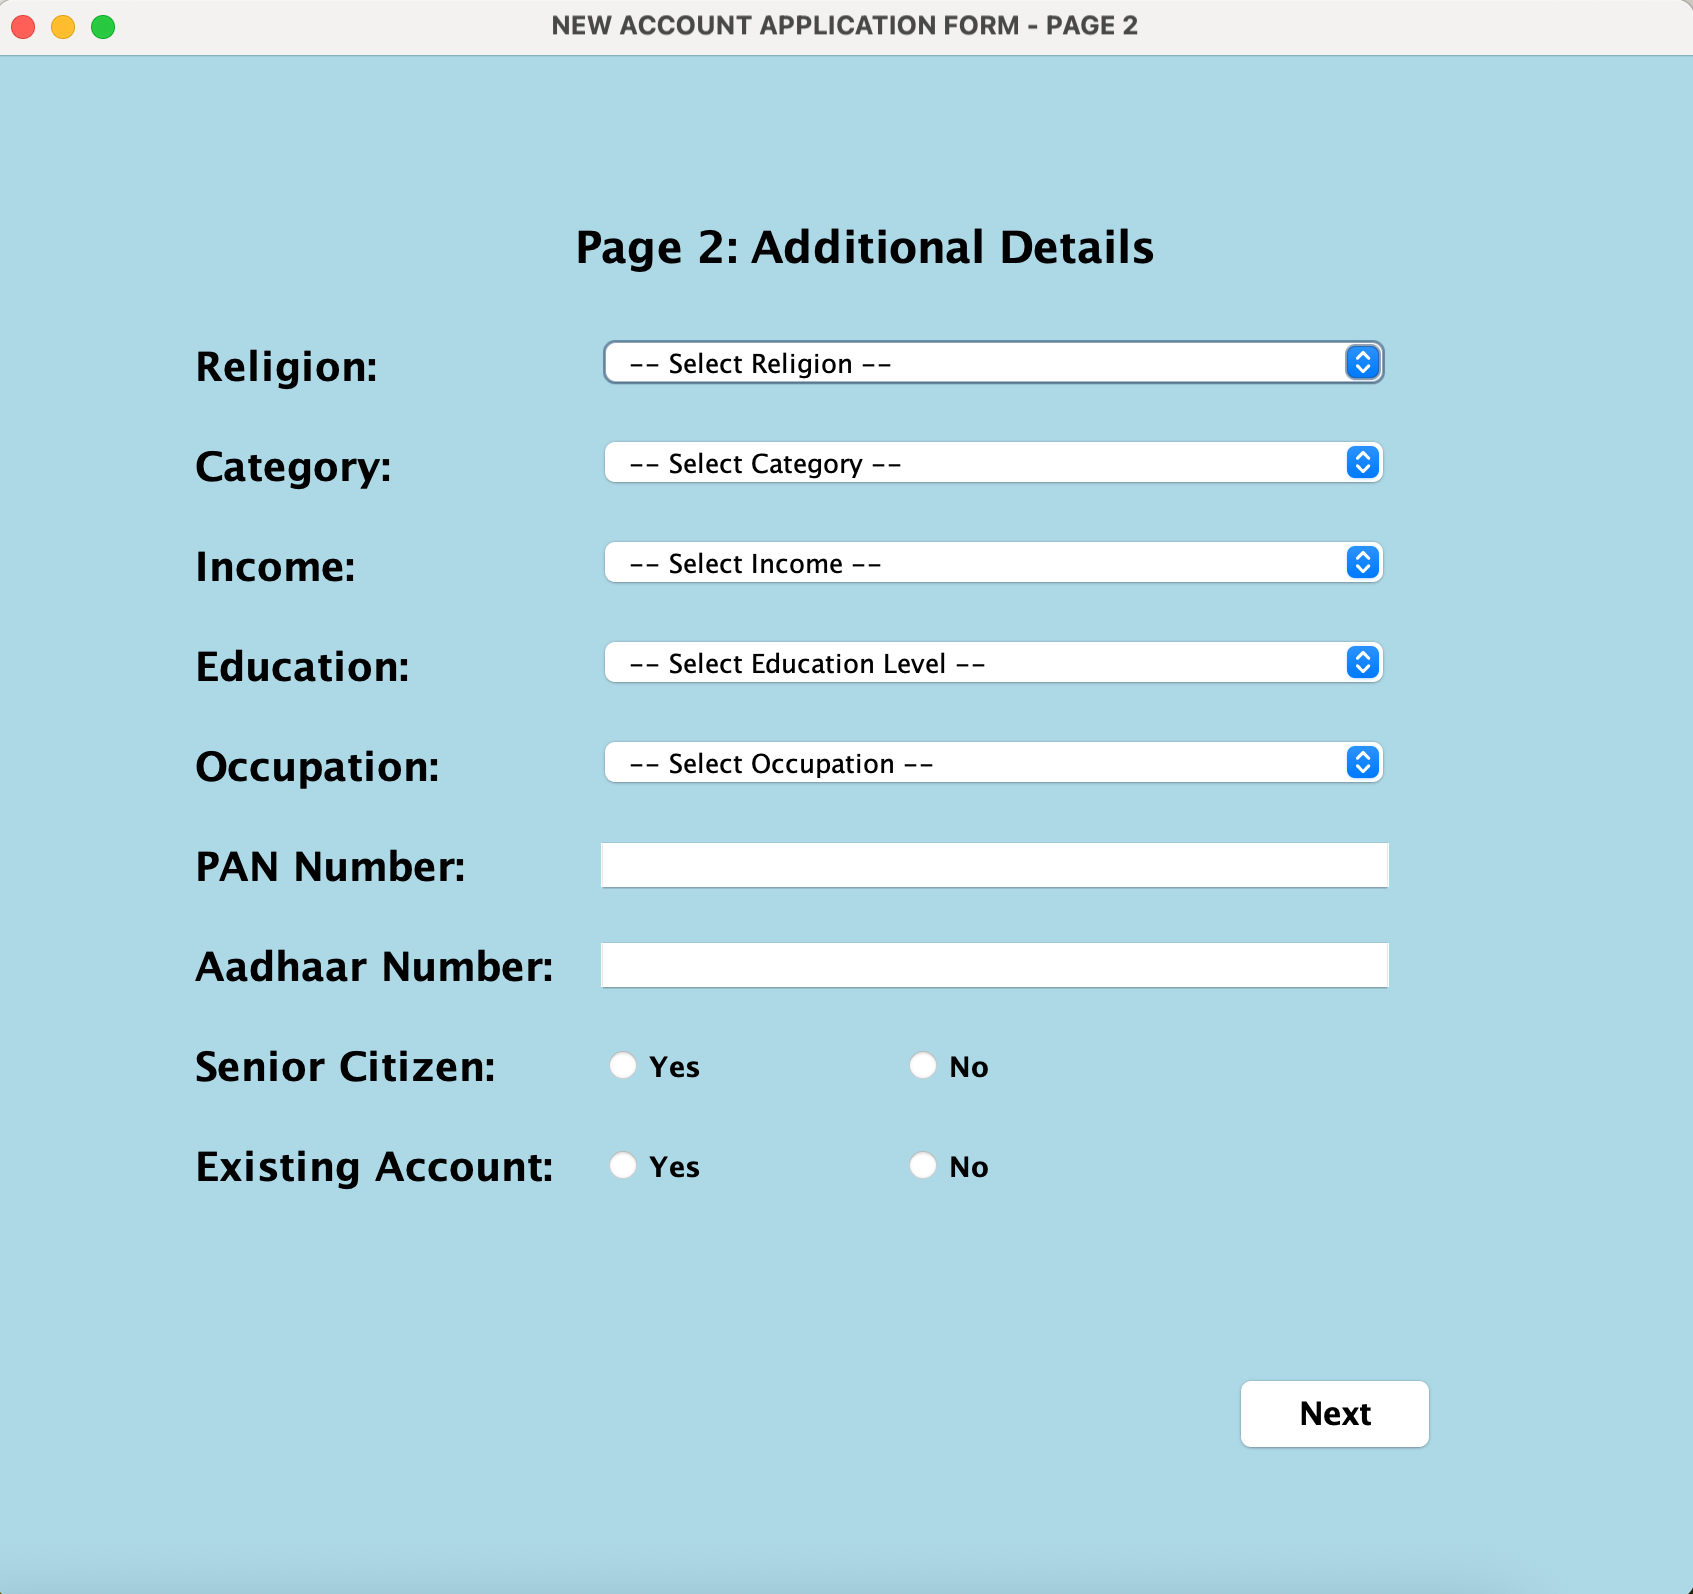 NEW ACCOUNT APPLICATION FORM - PAGE 2
Page 2: Additional Details
Religion: -- Select Religion --
Category: -- Select Category --
Income: -- Select Income --
Education: -- Select Education Level --
Occupation: -- Select Occupation --
PAN Number:
Aadhaar Number:
Senior Citizen: Yes No
Existing Account: Yes No
Next